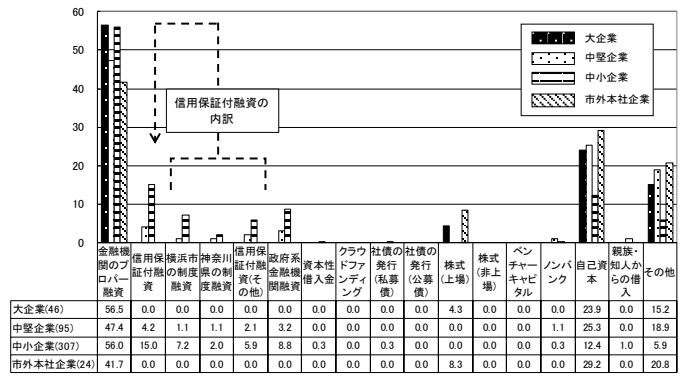 60
50
40
30
20
10
0
大企業
中堅企業
中小企業
市外本社企業
信用保証付融資の
内訳
金融機
関のプロ
パー融
資
信用保
証付融
資
横浜市
の制度
融資
神奈川
県の制
度融資
信用保
証付融
資(そ
の他)
政府系
金融機
関融資
資本性
借入金
クラウ
ドファ
ンディ
ング
社債の
発行
(私募
債)
社債の
発行
(公募
債)
株式
(上場)
株式
(非上
場)
ベン
チャー
キャピ
タル
ノンバ
ンク
自己資
本
親族・
知人か
らの借
入
その他
大企業(46) 56.5 0.0 0.0 0.0 0.0 0.0 0.0 0.0 0.0 0.0 4.3 0.0 0.0 0.0 23.9 0.0 15.2
中堅企業(95) 47.4 4.2 1.1 1.1 2.1 3.2 0.0 0.0 0.0 0.0 0.0 0.0 0.0 1.1 25.3 0.0 18.9
中小企業(307) 56.0 15.0 7.2 2.0 5.9 8.8 0.3 0.0 0.3 0.0 0.0 0.0 0.0 0.3 12.4 1.0 5.9
市外本社企業(24) 41.7 0.0 0.0 0.0 0.0 0.0 0.0 0.0 0.0 0.0 8.3 0.0 0.0 0.0 29.2 0.0 20.8